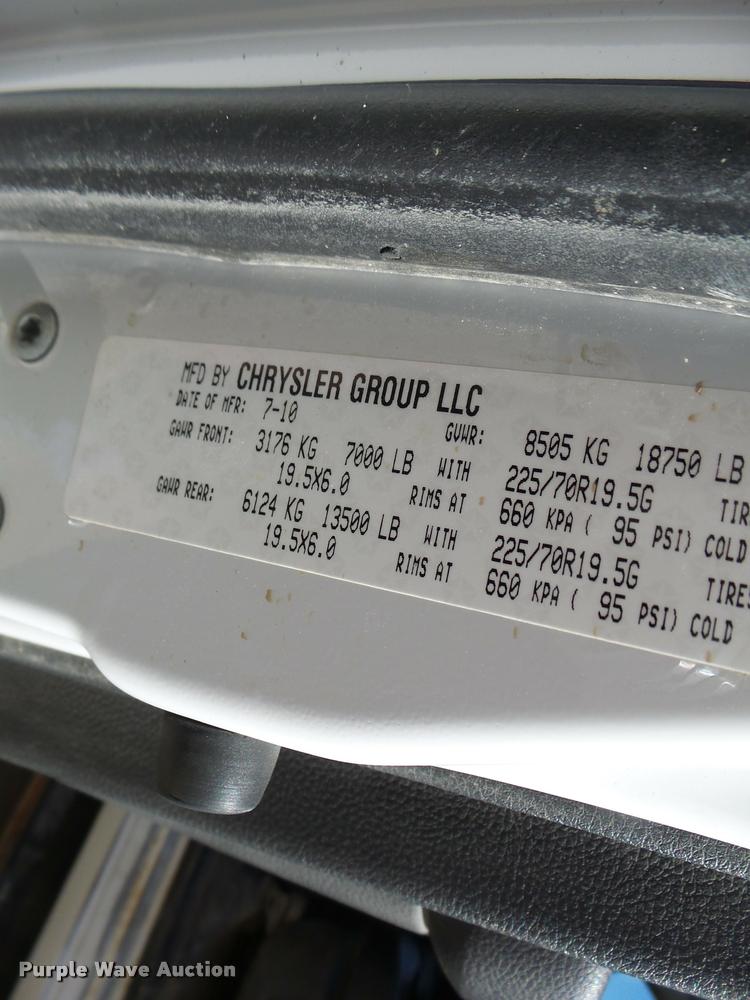 MFD BY CHRYSLER GROUP LLC
DATE OF MFR: 7-10 GVWR: 8505 KG 18750 LB
GAWR FRONT: 3176 KG 7000 LB WITH 225/70R19.5G
19.5X6.0 RIMS AT 660 KPA ( 95 PSI) COLD
GAWR REAR: 6124 KG 13500 LB WITH 225/70R19.5G TIRES
19.5X6.0 RIMS AT 660 KPA ( 95 PSI) COLD
Purple Wave Auction